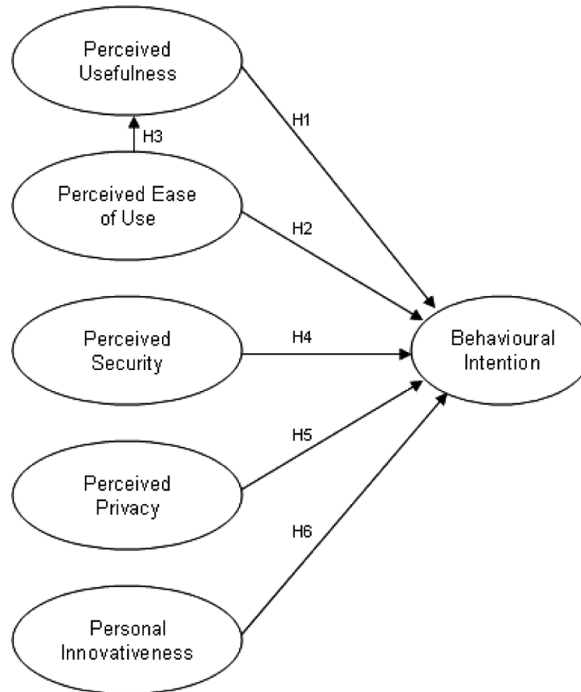 Perceived
Usefulness
H1
H3
Perceived Ease
of Use
H2
Perceived
Security
H4
Behavioural
Intention
Perceived
Privacy
H5
H6
Personal
Innovativeness